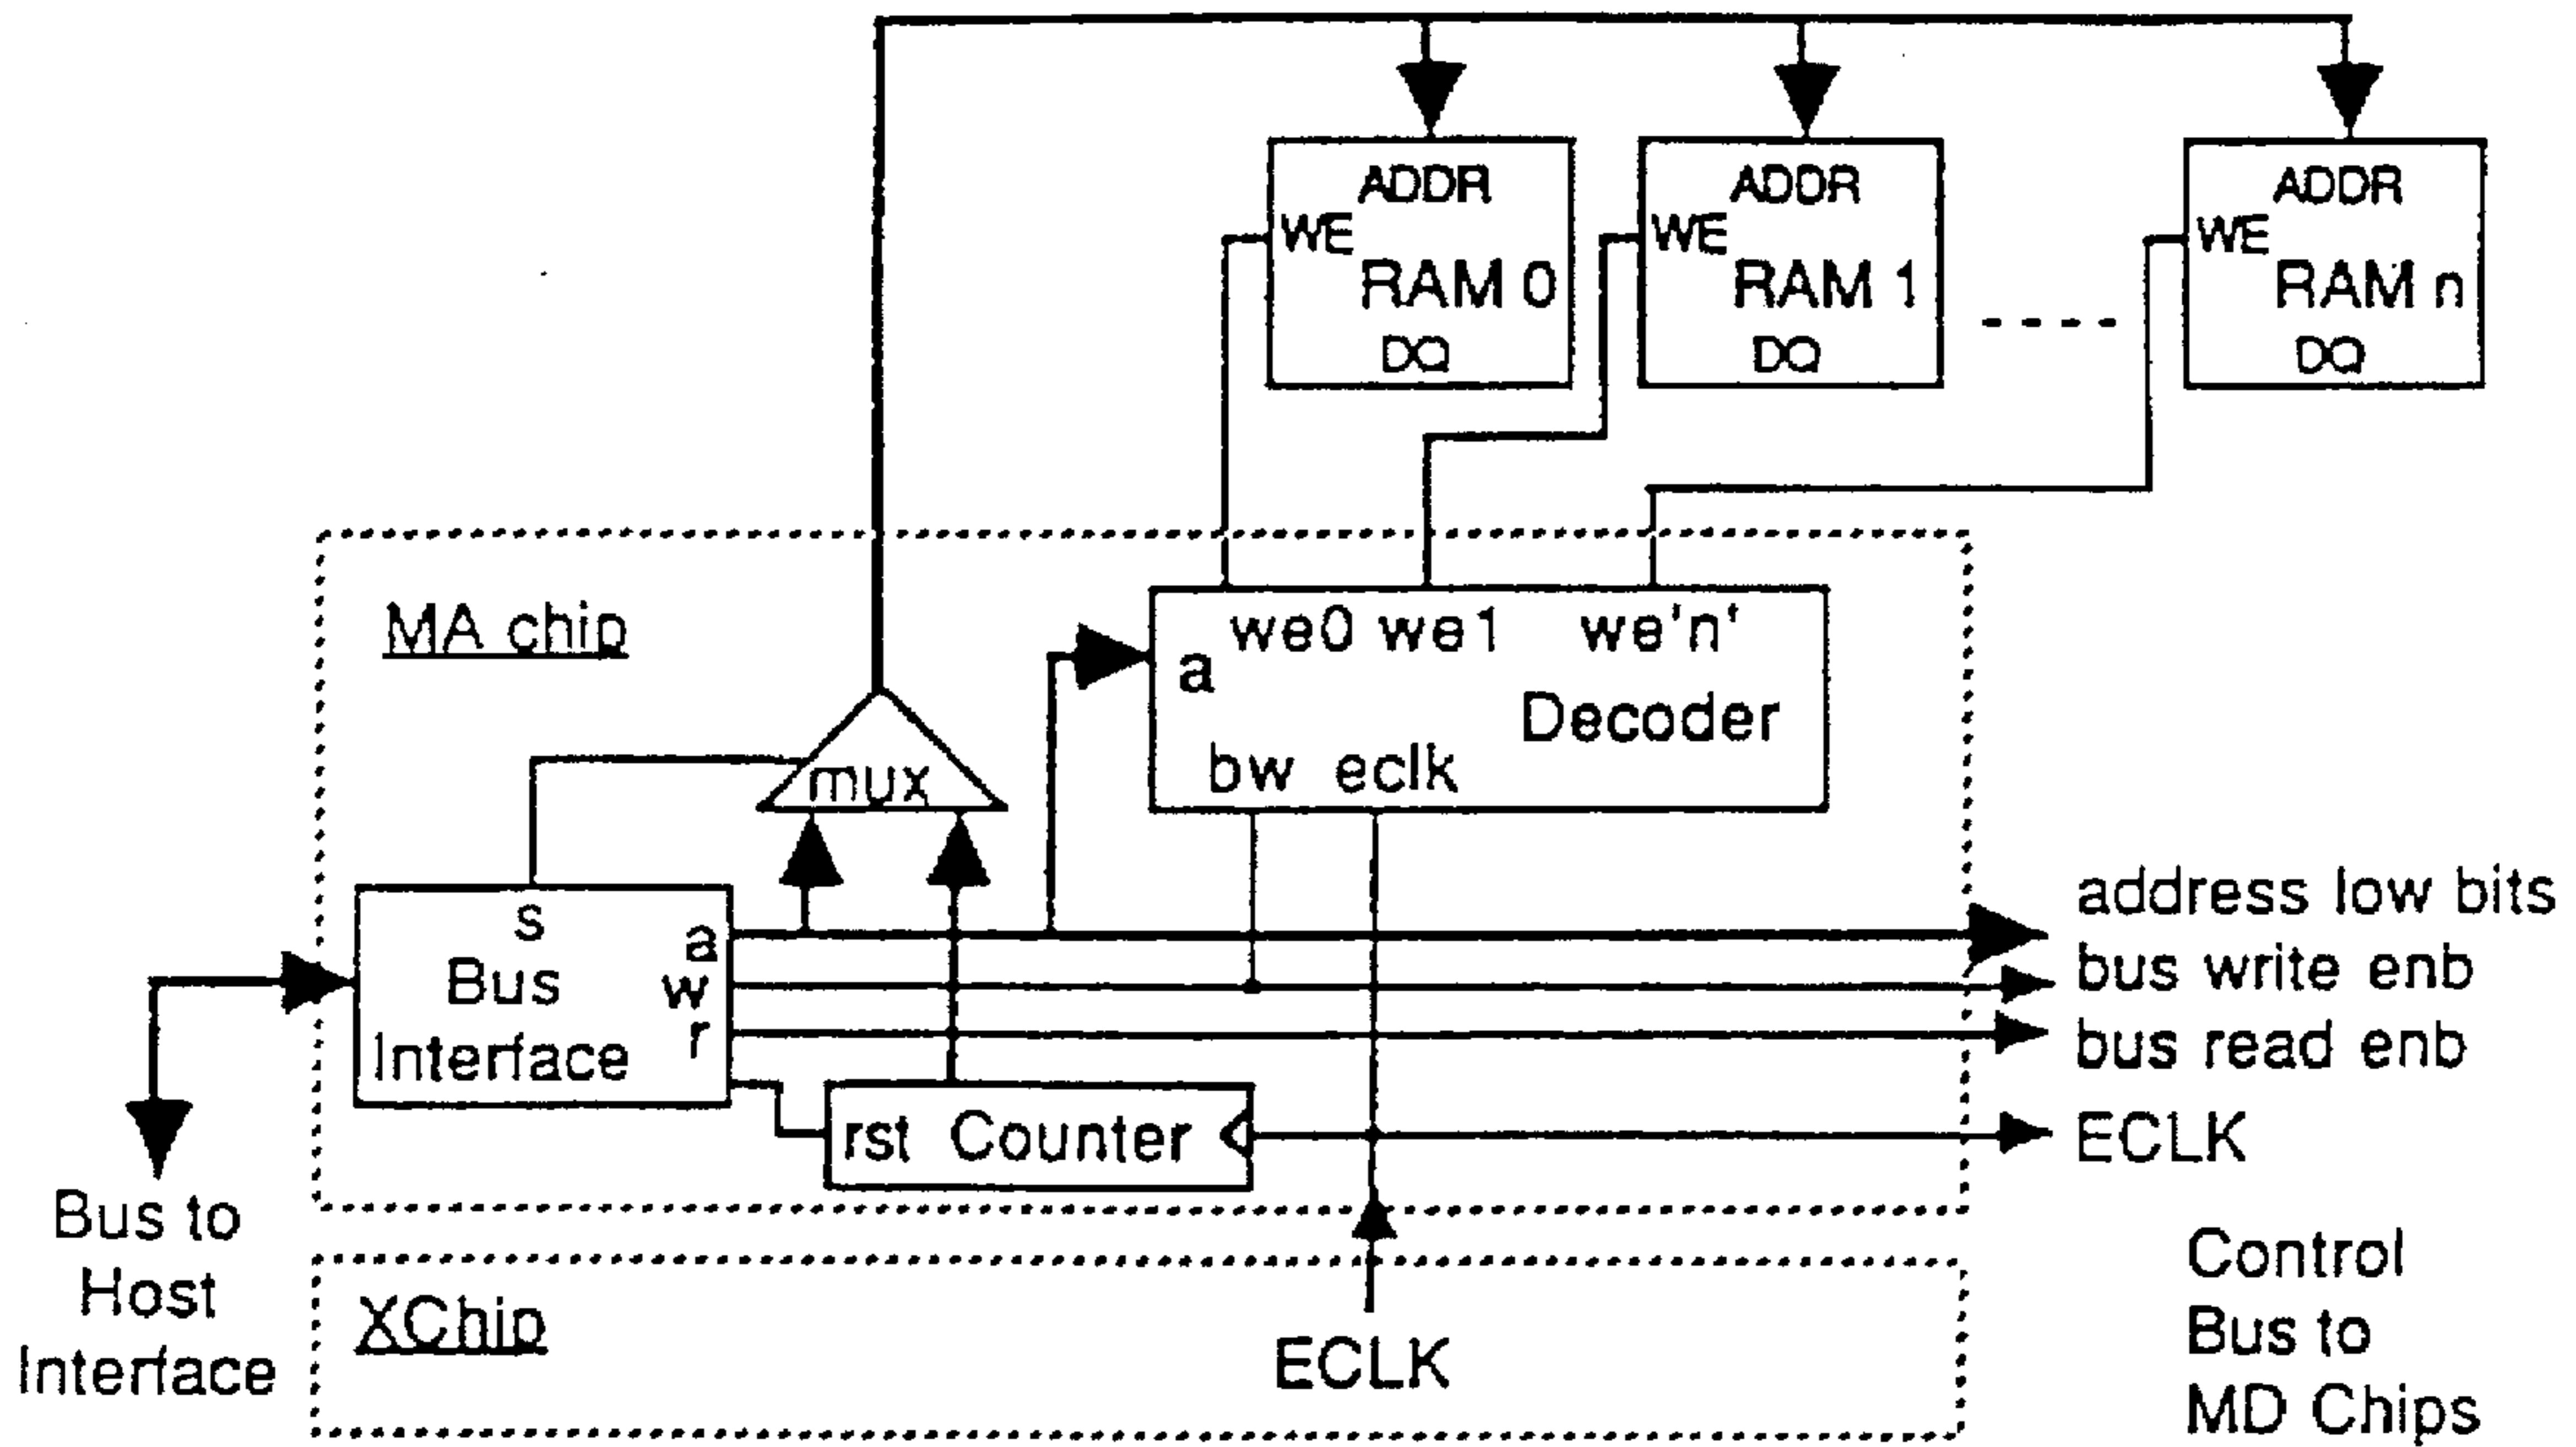 ADDR
WE
RAM 0
DQ
ADDR
WE
RAM 1
DQ
ADDR
WE
RAM n
DQ
MA chip
we0 we1 we'n'
a
Decoder
bw eclk
mux
s
a
Bus
w
Interface
r
rst Counter
address low bits
bus write enb
bus read enb
ECLK
Bus to
Host
Interface
XChip
ECLK
Control
Bus to
MD Chips